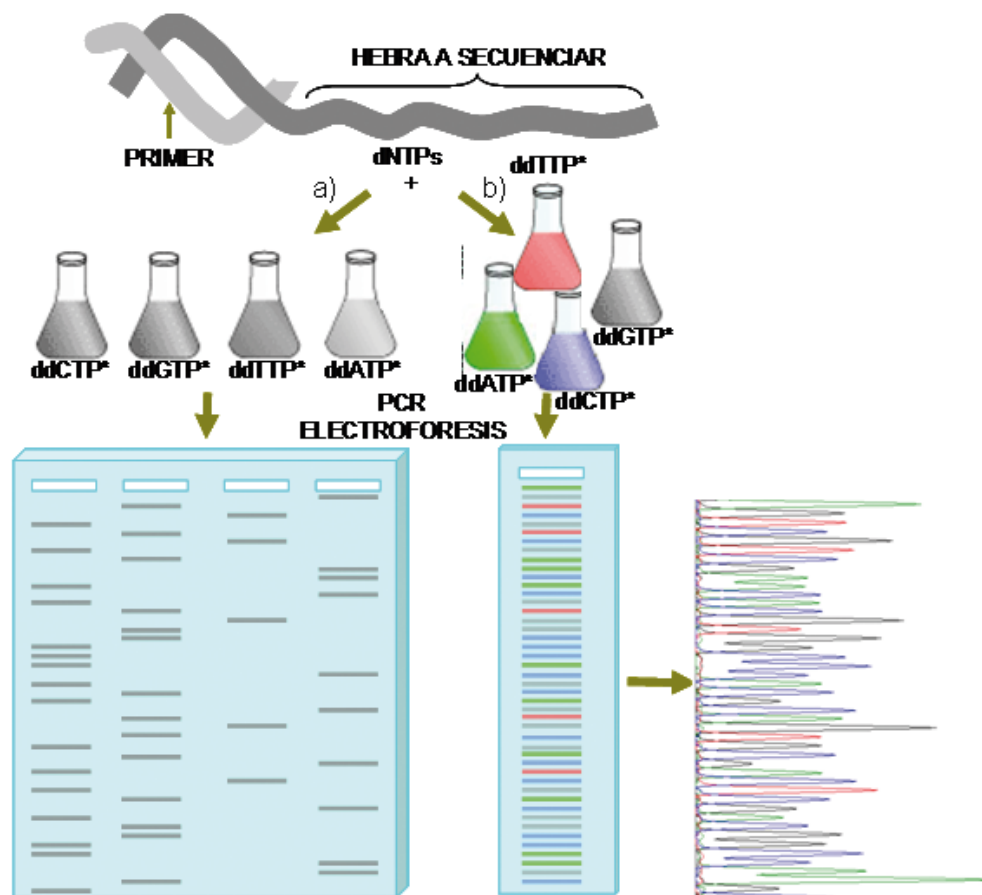 HEBRA A SECUENCIAR
PRIMER
dNTPs
+
a)
b)
ddTTP*
ddCTP*
ddGTP*
ddTTP*
ddATP*
ddGTP*
ddATP*
ddCTP*
PCR
ELECTROFORESIS